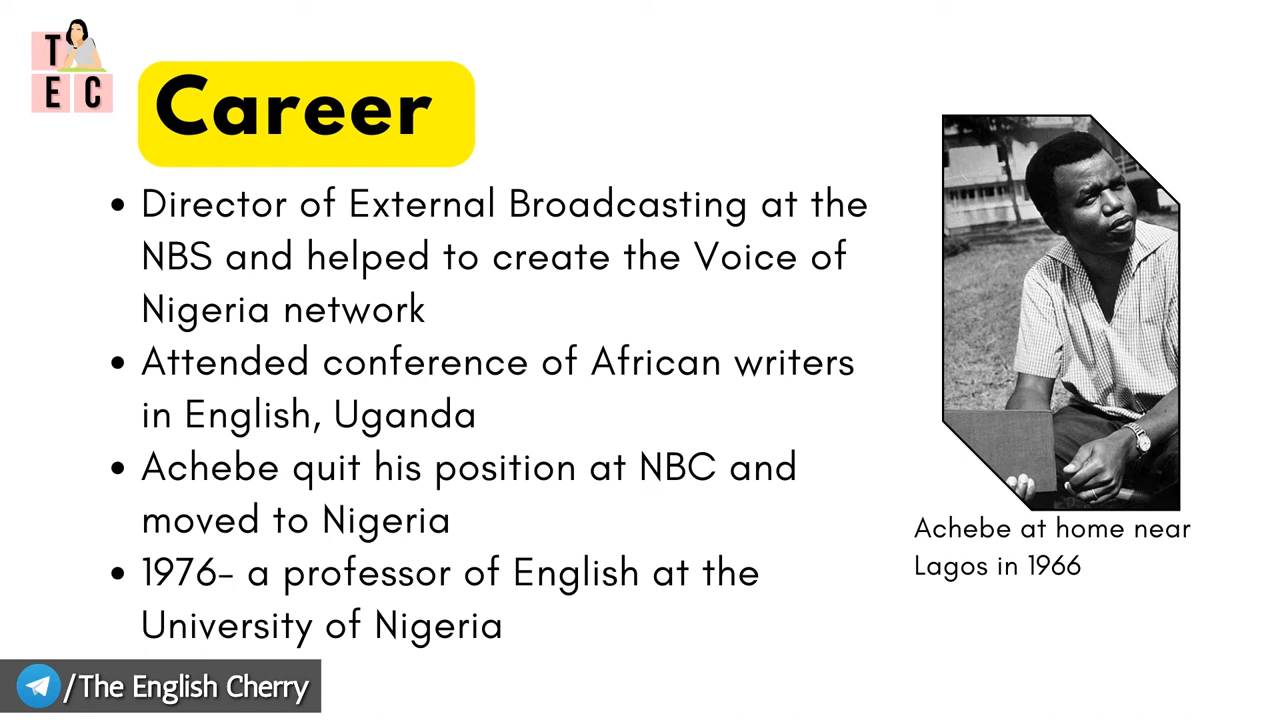 T
E C
Career
• Director of External Broadcasting at the
NBS and helped to create the Voice of
Nigeria network
• Attended conference of African writers
in English, Uganda
• Achebe quit his position at NBC and
moved to Nigeria
• 1976- a professor of English at the
University of Nigeria
Achebe at home near
Lagos in 1966
/The English Cherry